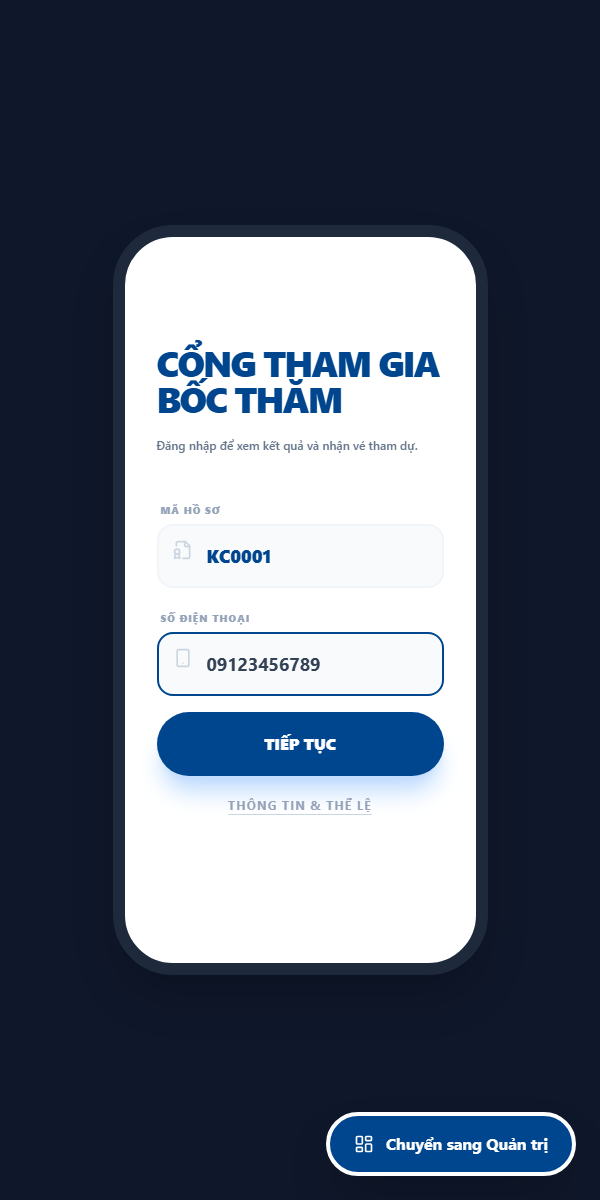 CỔNG THAM GIA
BỐC THĂM
Đăng nhập để xem kết quả và nhận vé tham dự.
MÃ HỒ SƠ
KC0001
SỐ ĐIỆN THOẠI
09123456789
TIẾP TỤC
THÔNG TIN & THỂ LỆ
Chuyển sang Quản trị